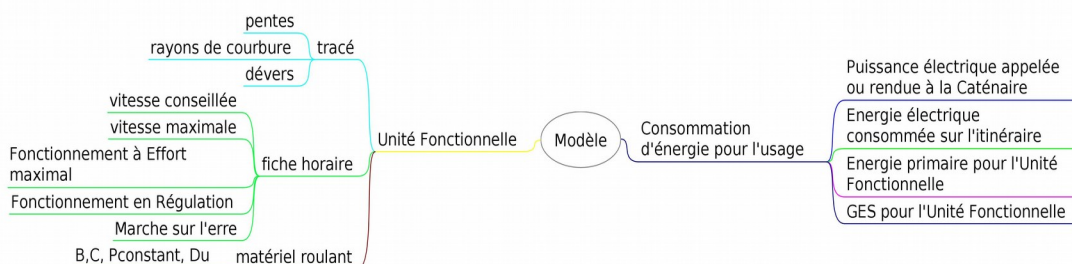 pentes
rayons de courbure
tracé
dévers
vitesse conseillée
vitesse maximale
Fonctionnement à Effort
maximal
fiche horaire
Fonctionnement en Régulation
Marche sur l'erre
B,C, Pconstant, Du
matériel roulant
Unité Fonctionnelle
Modèle
Consommation
d'énergie pour l'usage
Puissance électrique appelée
ou rendue à la Caténaire
Energie électrique
consommée sur l'itinéraire
Energie primaire pour l'Unité
Fonctionnelle
GES pour l'Unité Fonctionnelle